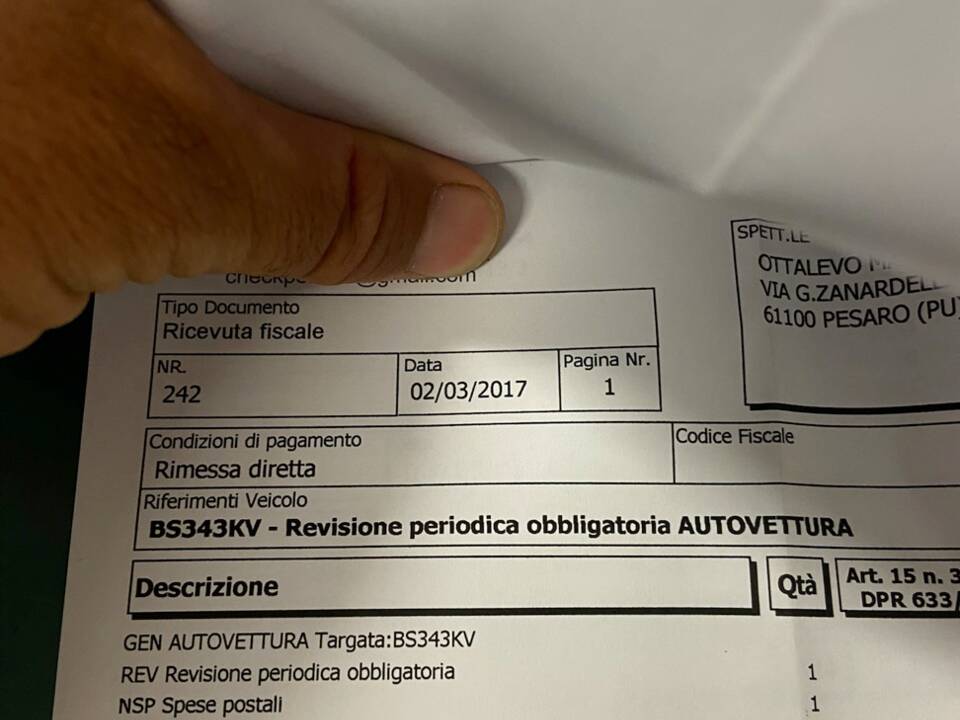 SPETT.LE
OTTALEVO
VIA G.ZANARDEL
61100 PESARO (PU)
Tipo Documento
Ricevuta fiscale
NR.
242
Data
02/03/2017
Pagina Nr.
1
Condizioni di pagamento
Rimessa diretta
Codice Fiscale
Riferimenti Veicolo
BS343KV - Revisione periodica obbligatoria AUTOVETTURA
Descrizione
Qtà
Art. 15 n. 3
DPR 633/
GEN AUTOVETTURA Targata:BS343KV
REV Revisione periodica obbligatoria 1
NSP Spese postali 1